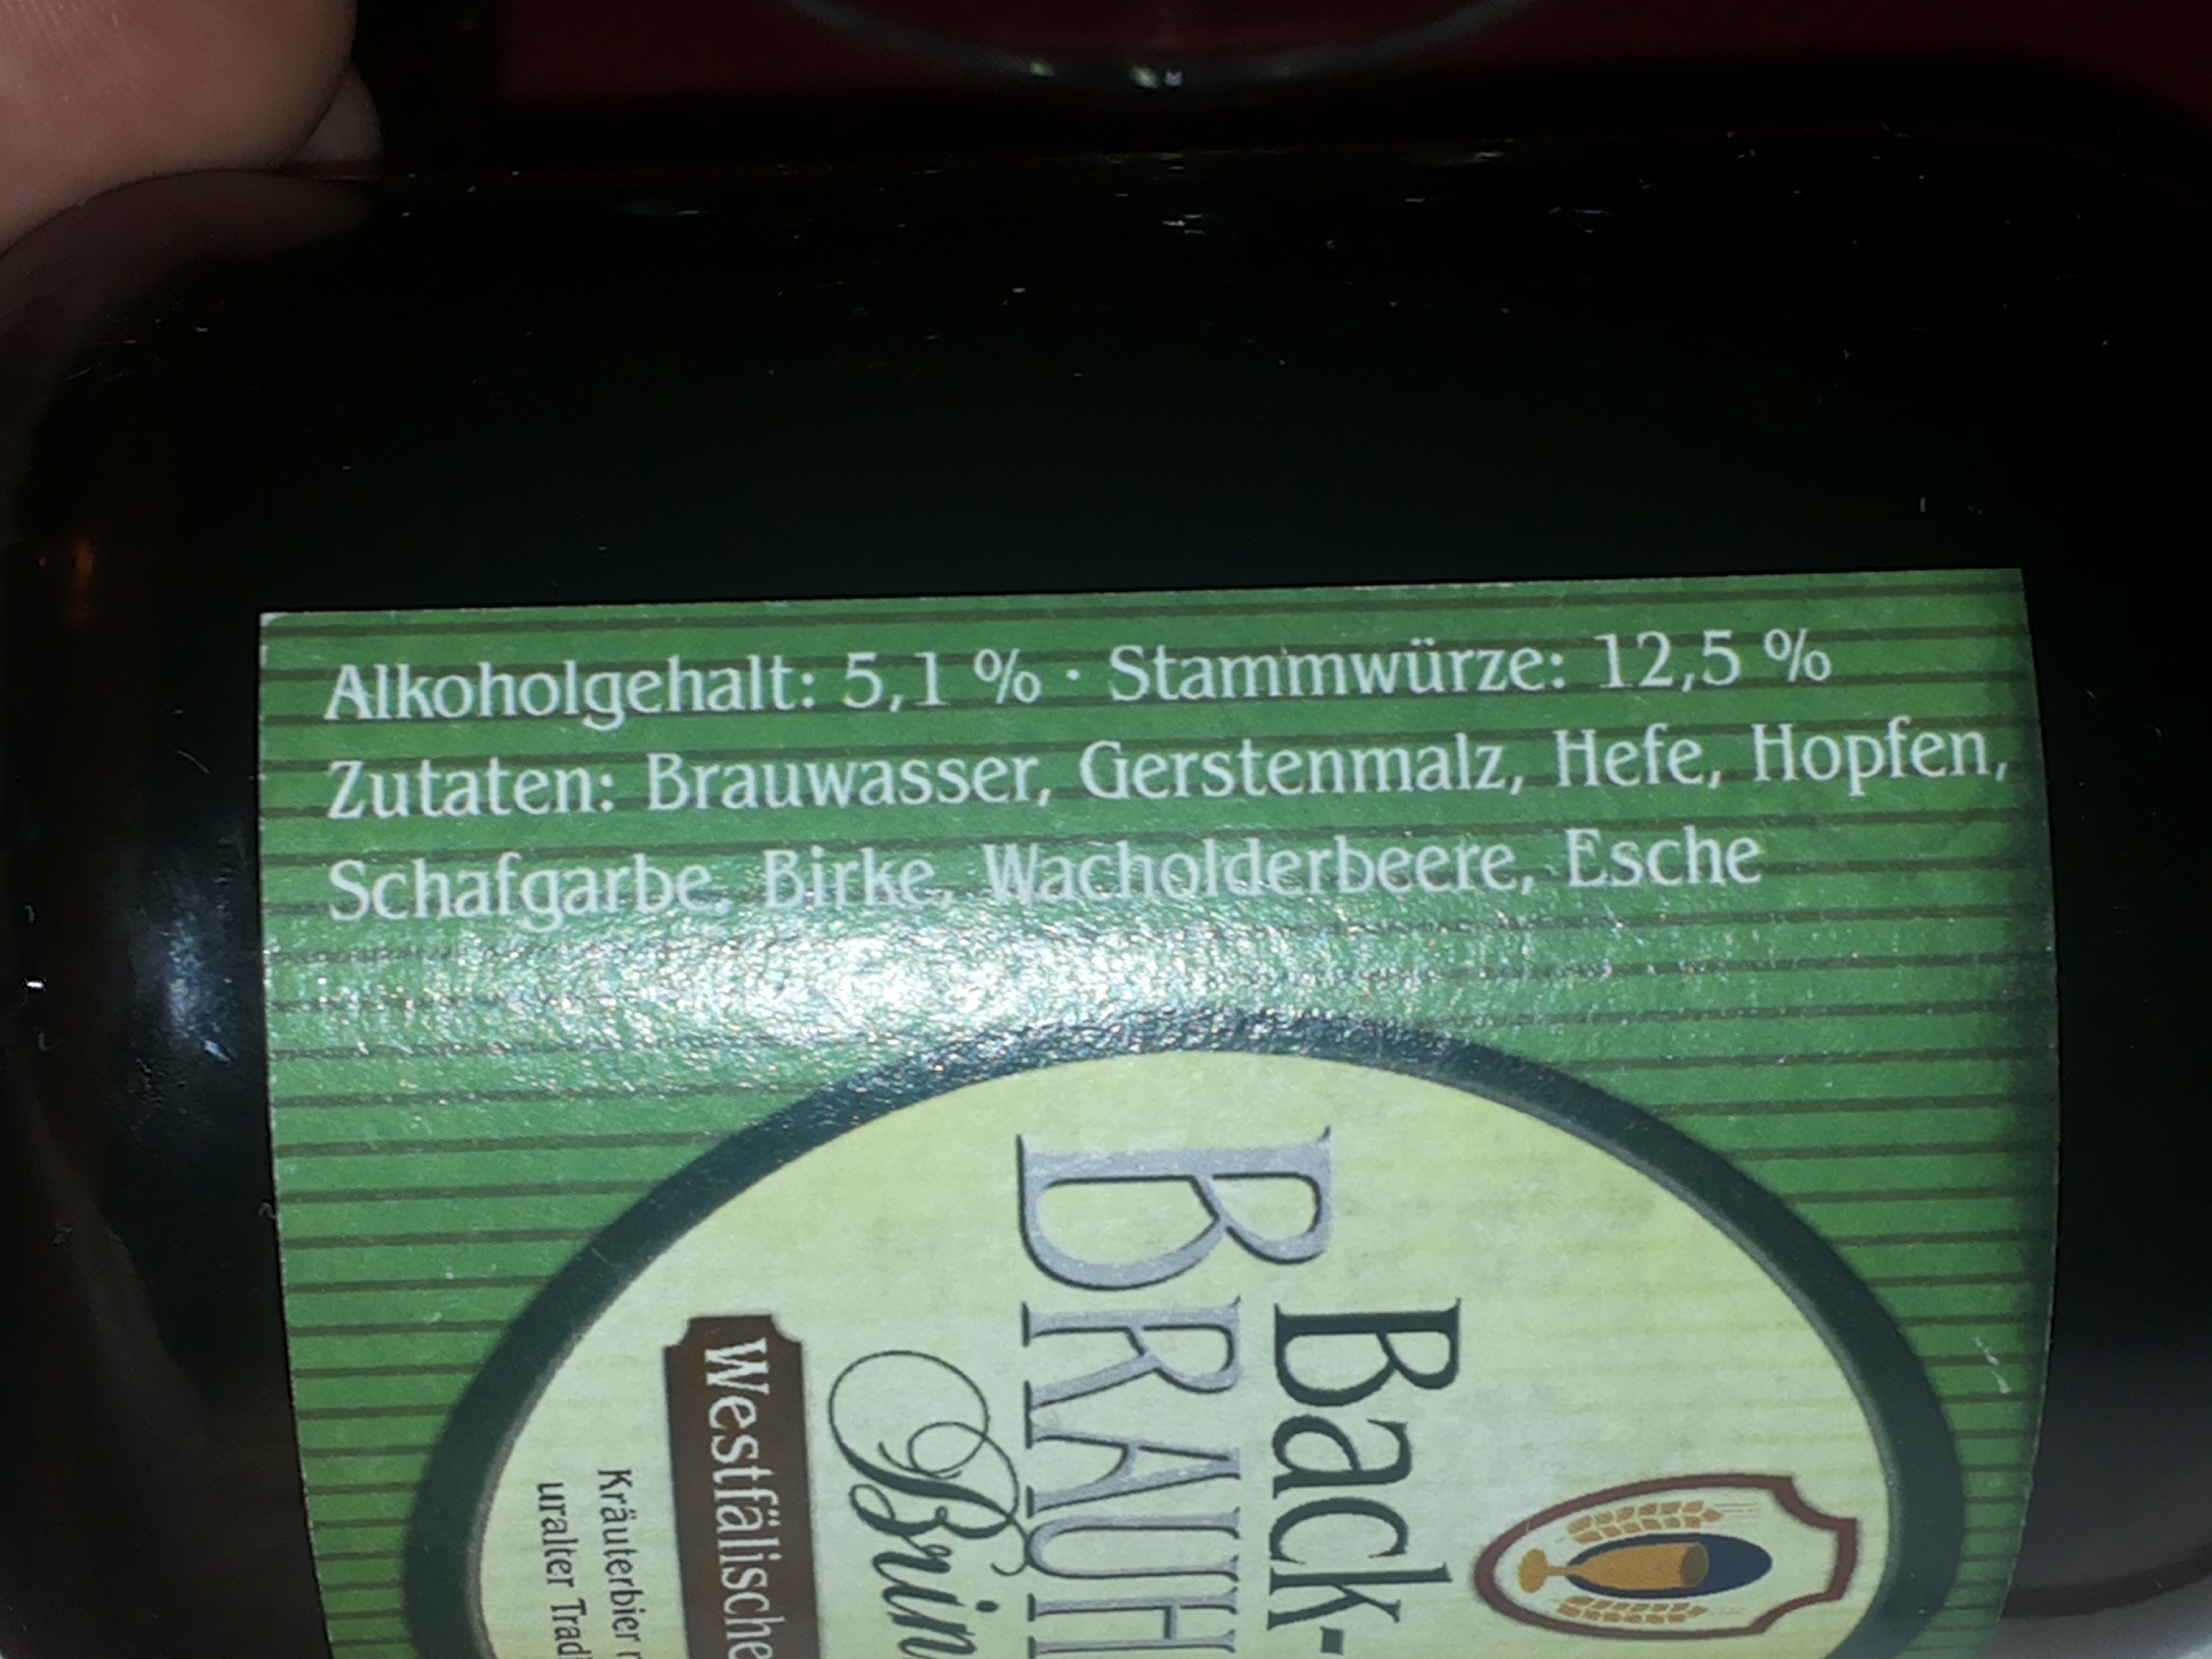 Alkoholgehalt: 5,1 % · Stammwürze: 12,5 %
Zutaten: Brauwasser, Gerstenmalz, Hefe, Hopfen,
Schafgarbe, Birke, Wacholderbeere, Esche
Back-
BRAUH
Brin
Westfälische
Kräuterbier
uralter Trad